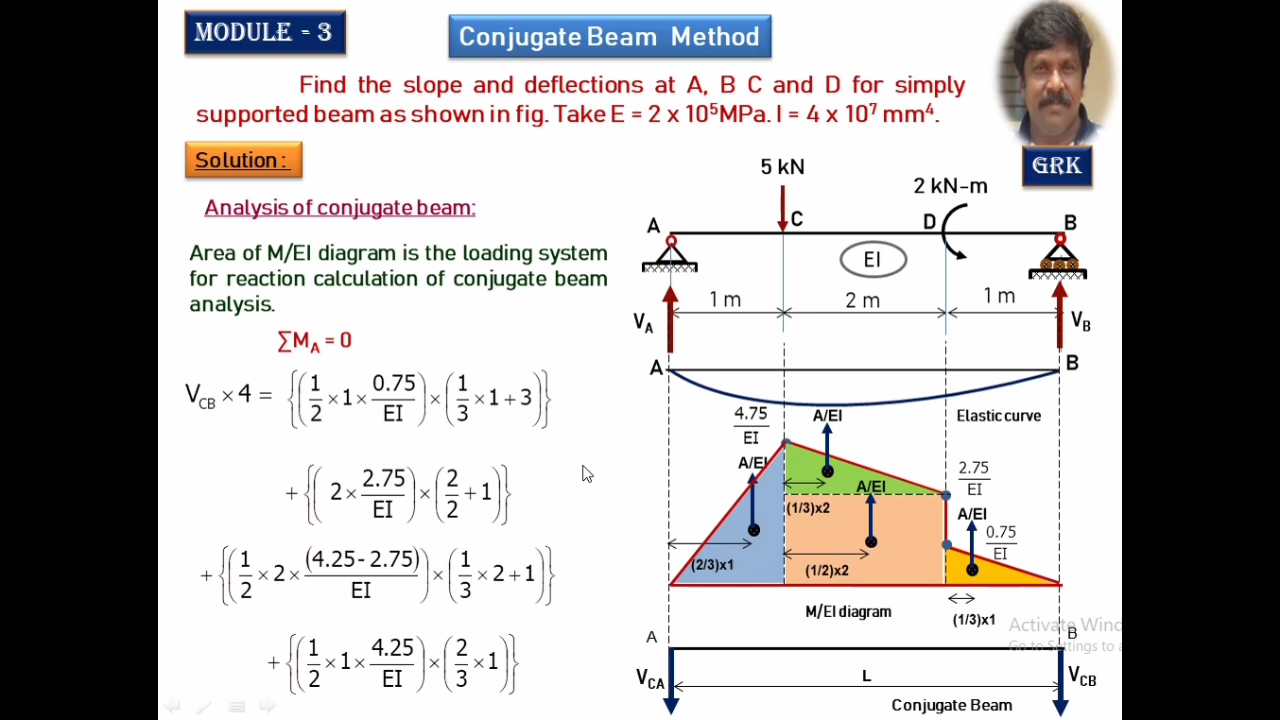 MODULE - 3
Conjugate Beam Method
Find the slope and deflections at A, B C and D for simply
supported beam as shown in fig. Take E = 2 x 10⁵MPa. I = 4 x 10⁷ mm⁴.
GRK
Solution :
Analysis of conjugate beam:
Area of M/EI diagram is the loading system
for reaction calculation of conjugate beam
analysis.
∑M_A = 0
V_CB × 4 = {(1/2 × 1 × 0.75/EI) × (1/3 × 1 + 3)}
+ {(2 × 2.75/EI) × (2/2 + 1)}
+ {(1/2 × 2 × (4.25 - 2.75)/EI) × (1/3 × 2 + 1)}
+ {(1/2 × 1 × 4.25/EI) × (2/3 × 1)}
5 kN
2 kN-m
A
C
D
B
EI
1 m
2 m
1 m
V_A
V_B
A
B
Elastic curve
4.75/EI
A/EI
A/EI
2.75/EI
A/EI
A/EI
0.75/EI
(1/3)x2
(2/3)x1
(1/2)x2
(1/3)x1
M/EI diagram
Activate Winc
Go to Settings to a
A
B
V_CA
L
V_CB
Conjugate Beam